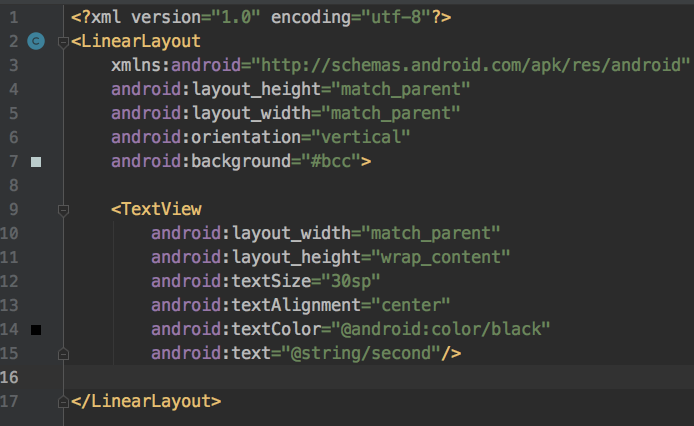 1 <?xml version="1.0" encoding="utf-8"?>
2 C <LinearLayout
3 xmlns:android="http://schemas.android.com/apk/res/android"
4 android:layout_height="match_parent"
5 android:layout_width="match_parent"
6 android:orientation="vertical"
7 android:background="#bcc">
8
9 <TextView
10 android:layout_width="match_parent"
11 android:layout_height="wrap_content"
12 android:textSize="30sp"
13 android:textAlignment="center"
14 android:textColor="@android:color/black"
15 android:text="@string/second"/>
16
17 </LinearLayout>